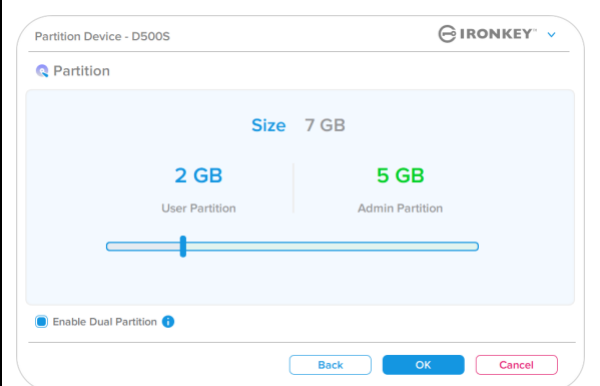 Partition Device - D500S
IRONKEY™
Partition
Size 7 GB
2 GB 5 GB
User Partition Admin Partition
Enable Dual Partition i
Back OK Cancel